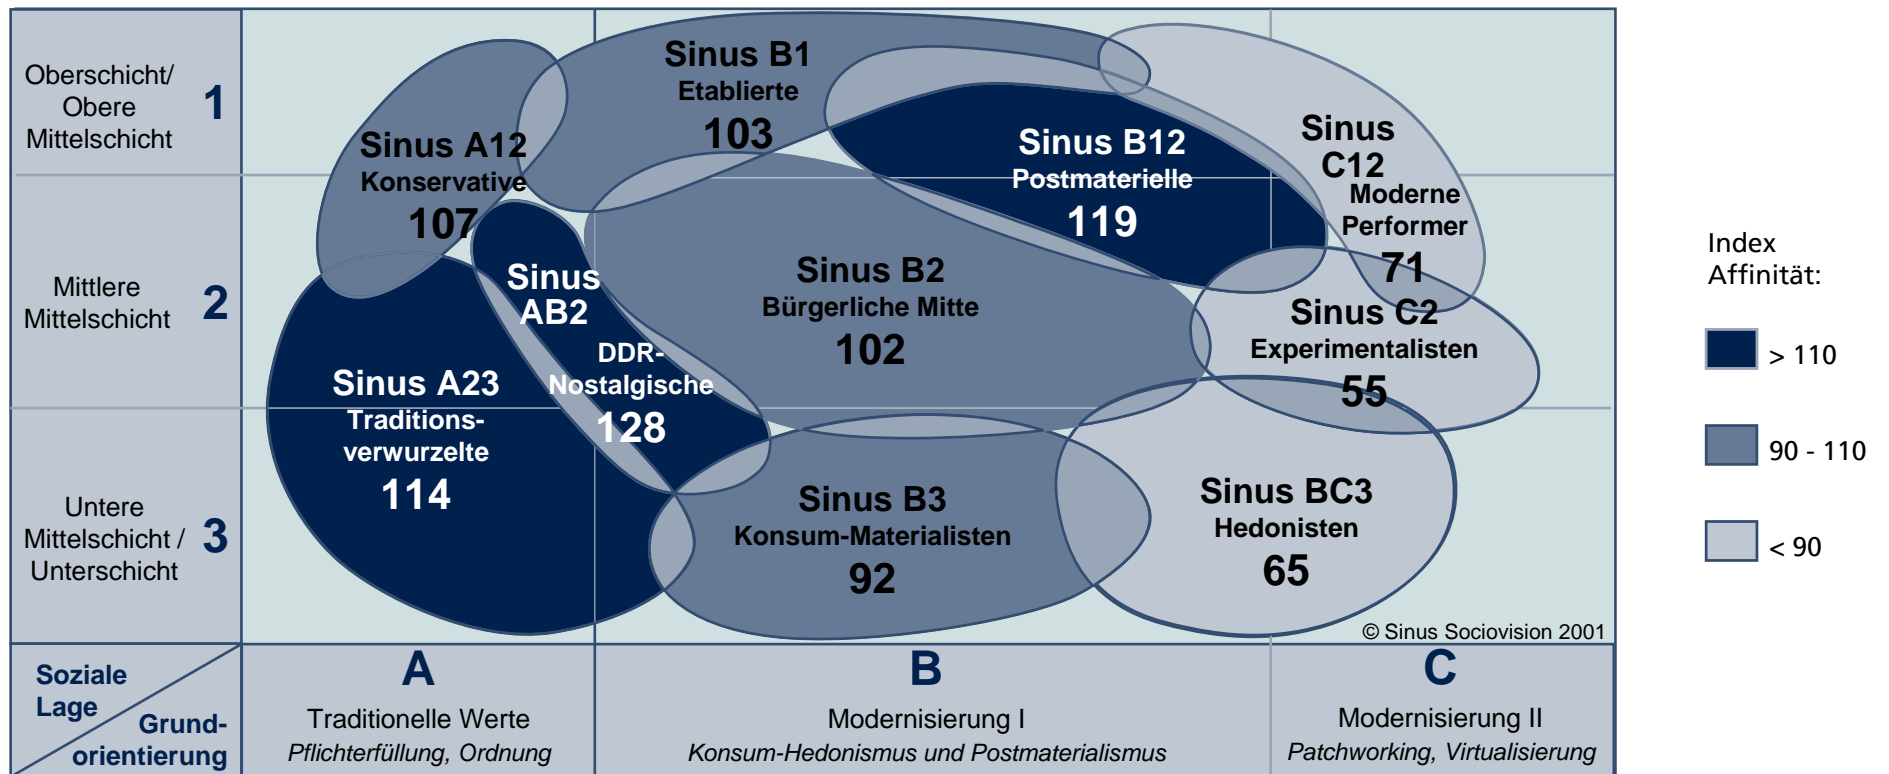 Oberschicht/
Obere
Mittelschicht
1
Mittlere
Mittelschicht
2
Untere
Mittelschicht /
Unterschicht
3
Sinus A12
Konservative
107
Sinus B1
Etablierte
103
Sinus B12
Postmaterielle
119
Sinus
C12
Moderne
Performer
71
Sinus
AB2
DDR-
Nostalgische
128
Sinus B2
Bürgerliche Mitte
102
Sinus C2
Experimentalisten
55
Sinus A23
Traditions-
verwurzelte
114
Sinus B3
Konsum-Materialisten
92
Sinus BC3
Hedonisten
65
© Sinus Sociovision 2001
Soziale
Lage
Grund-
orientierung
A
Traditionelle Werte
Pflichterfüllung, Ordnung
B
Modernisierung I
Konsum-Hedonismus und Postmaterialismus
C
Modernisierung II
Patchworking, Virtualisierung
Index
Affinität:
> 110
90 - 110
< 90